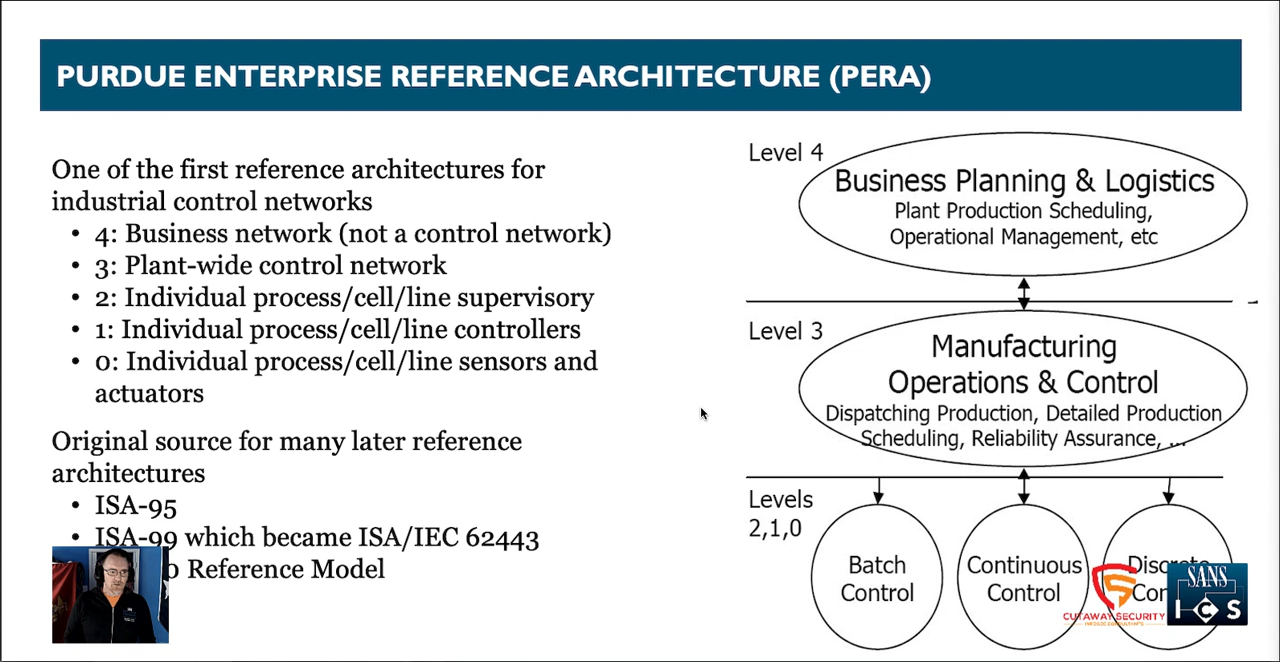 PURDUE ENTERPRISE REFERENCE ARCHITECTURE (PERA)
One of the first reference architectures for
industrial control networks
• 4: Business network (not a control network)
• 3: Plant-wide control network
• 2: Individual process/cell/line supervisory
• 1: Individual process/cell/line controllers
• 0: Individual process/cell/line sensors and
actuators
Original source for many later reference
architectures
• ISA-95
• ISA-99 which became ISA/IEC 62443
Reference Model
Level 4
Business Planning & Logistics
Plant Production Scheduling,
Operational Management, etc
Level 3
Manufacturing
Operations & Control
Dispatching Production, Detailed Production
Scheduling, Reliability Assurance, ...
Levels
2,1,0
Batch
Control
Continuous
Control
CUTAWAY SECURITY
SANS
ICS